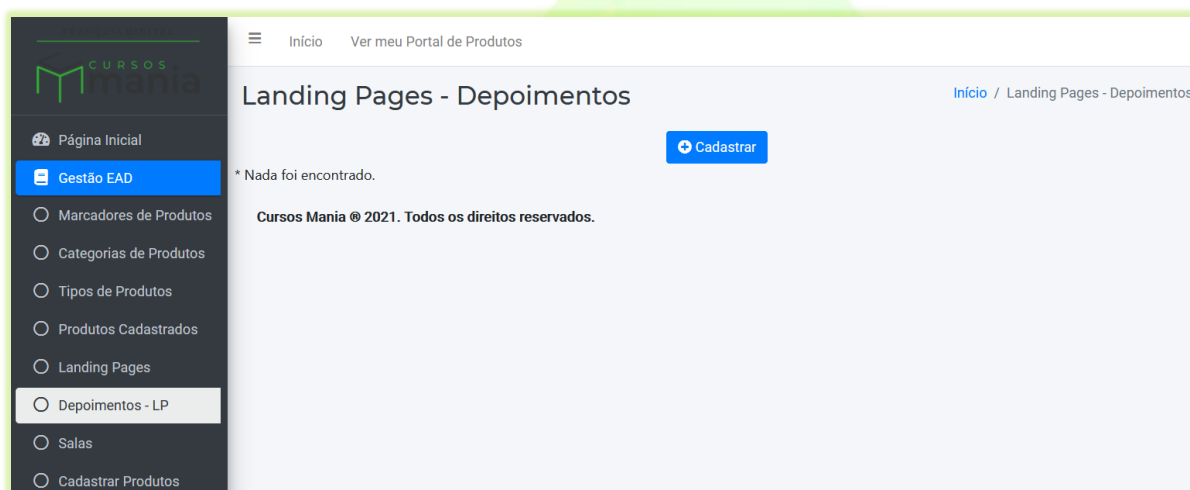 CURSOS
mania
Página Inicial
Gestão EAD
Marcadores de Produtos
Categorias de Produtos
Tipos de Produtos
Produtos Cadastrados
Landing Pages
Depoimentos - LP
Salas
Cadastrar Produtos
Início Ver meu Portal de Produtos
Landing Pages - Depoimentos
Início / Landing Pages - Depoimentos
Cadastrar
* Nada foi encontrado.
Cursos Mania ® 2021. Todos os direitos reservados.